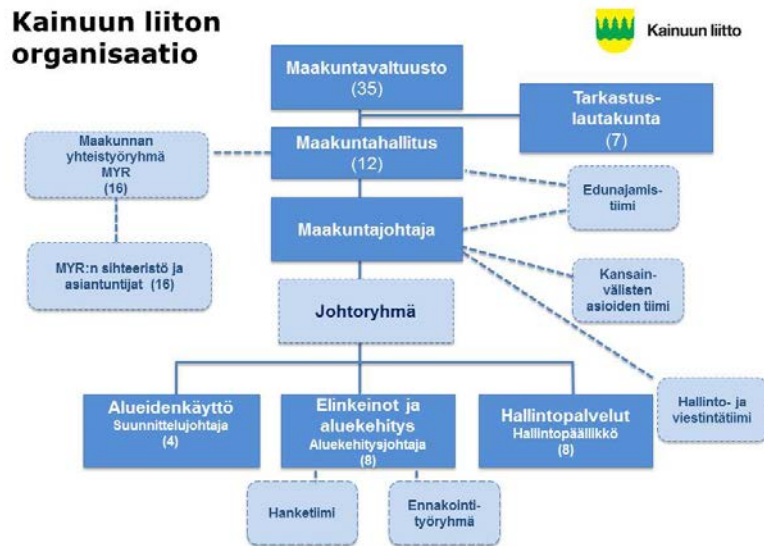 Kainuun liiton
organisaatio
Kainuun liitto
Maakuntavaltuusto
(35)
Tarkastus-
lautakunta
(7)
Maakunnan
yhteistyöryhmä
MYR
(16)
Maakuntahallitus
(12)
Edunajamis-
tiimi
Maakuntajohtaja
MYR:n sihteeristö ja
asiantuntijat (16)
Kansain-
välisten
asioiden tiimi
Johtoryhmä
Hallinto- ja
viestintätiimi
Alueidenkäyttö
Suunnittelujohtaja
(4)
Elinkeinot ja
aluekehitys
Aluekehitysjohtaja
(8)
Hallintopalvelut
Hallintopäällikkö
(8)
Hanketiimi
Ennakointi-
työryhmä